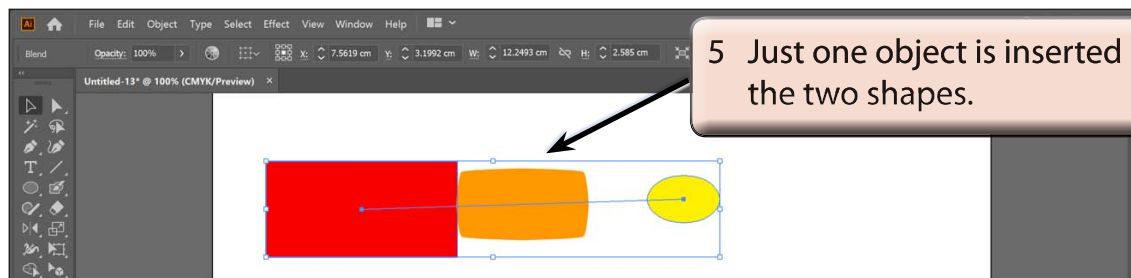 Ai File Edit Object Type Select Effect View Window Help
Blend Opacity: 100% X: 7.5619 cm Y: 3.1992 cm W: 12.2493 cm H: 2.585 cm
Untitled-13* @ 100% (CMYK/Preview) ×
5 Just one object is inserted
the two shapes.